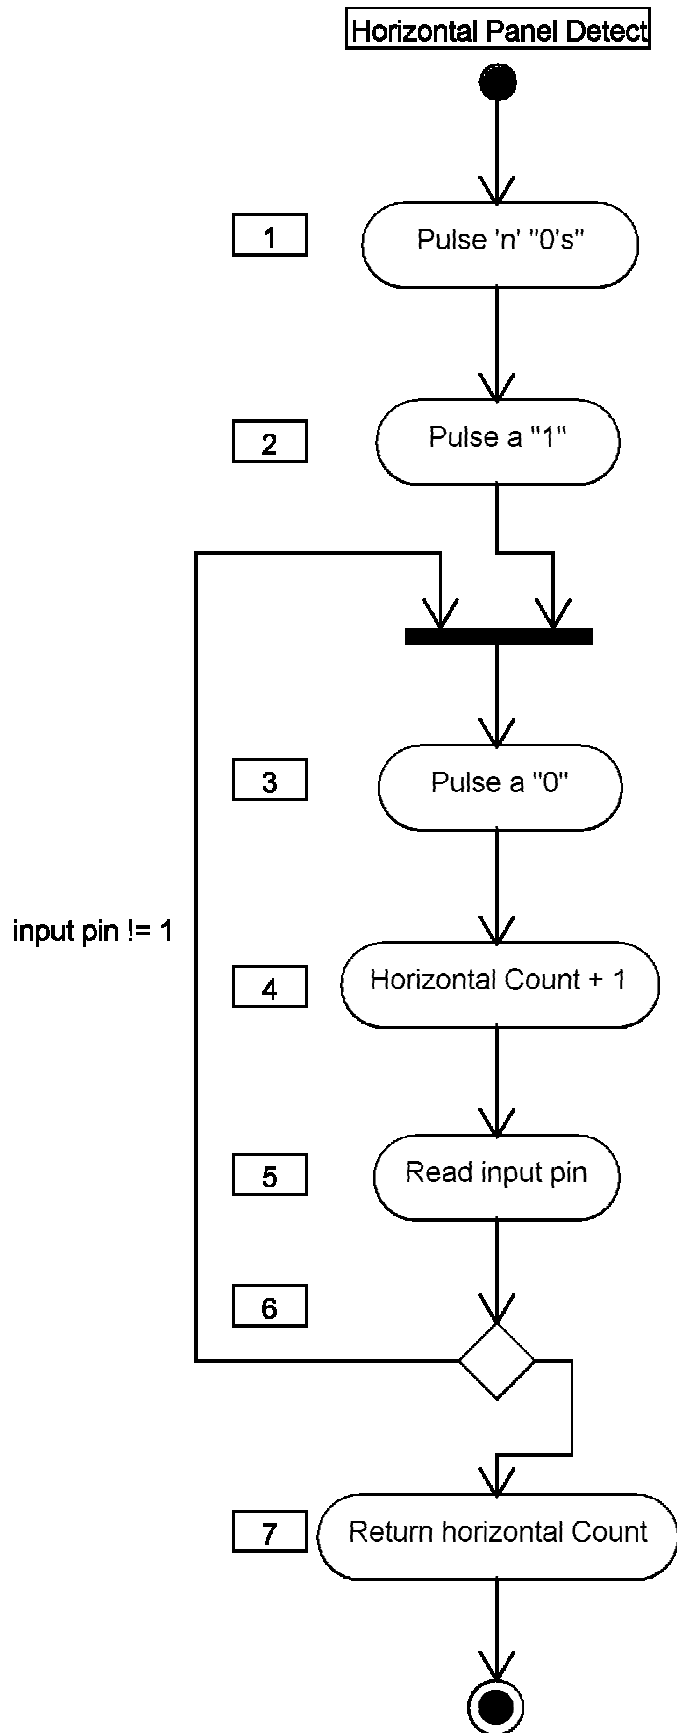 Horizontal Panel Detect
1
Pulse 'n' "0's"
2
Pulse a "1"
3
Pulse a "0"
input pin != 1
4
Horizontal Count + 1
5
Read input pin
6
7
Return horizontal Count